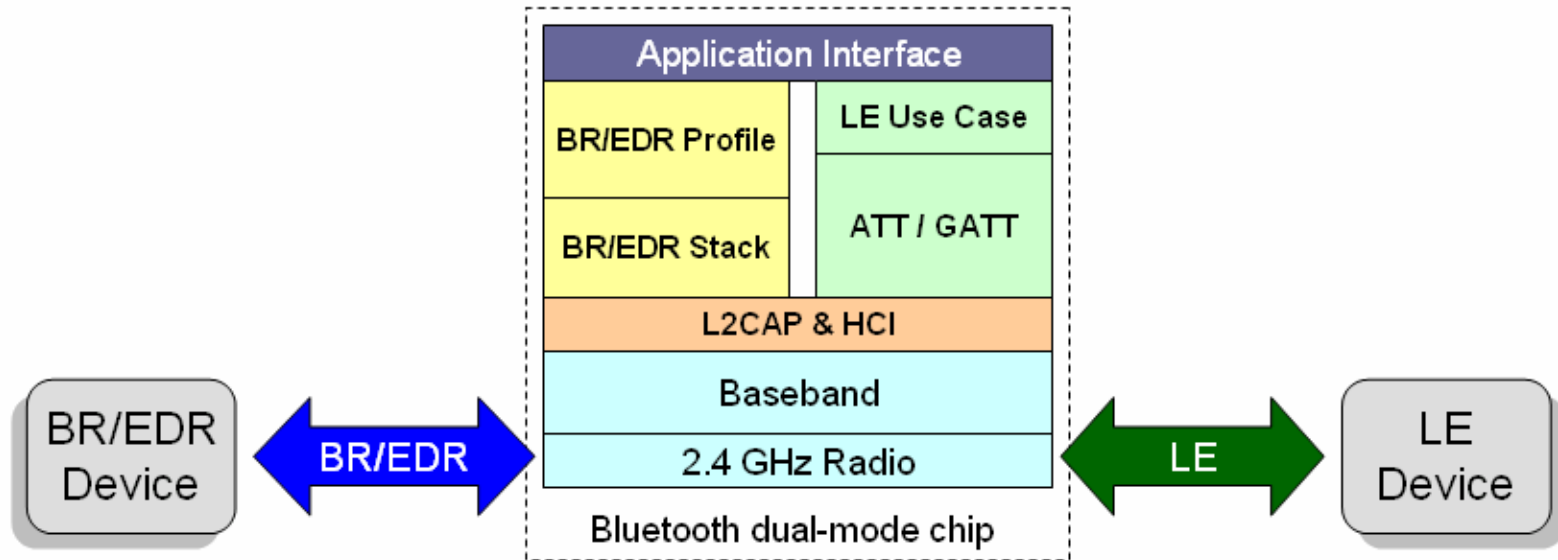 Application Interface
BR/EDR Profile
LE Use Case
BR/EDR Stack
ATT / GATT
L2CAP & HCI
Baseband
2.4 GHz Radio
Bluetooth dual-mode chip
BR/EDR
Device
BR/EDR
LE
LE
Device